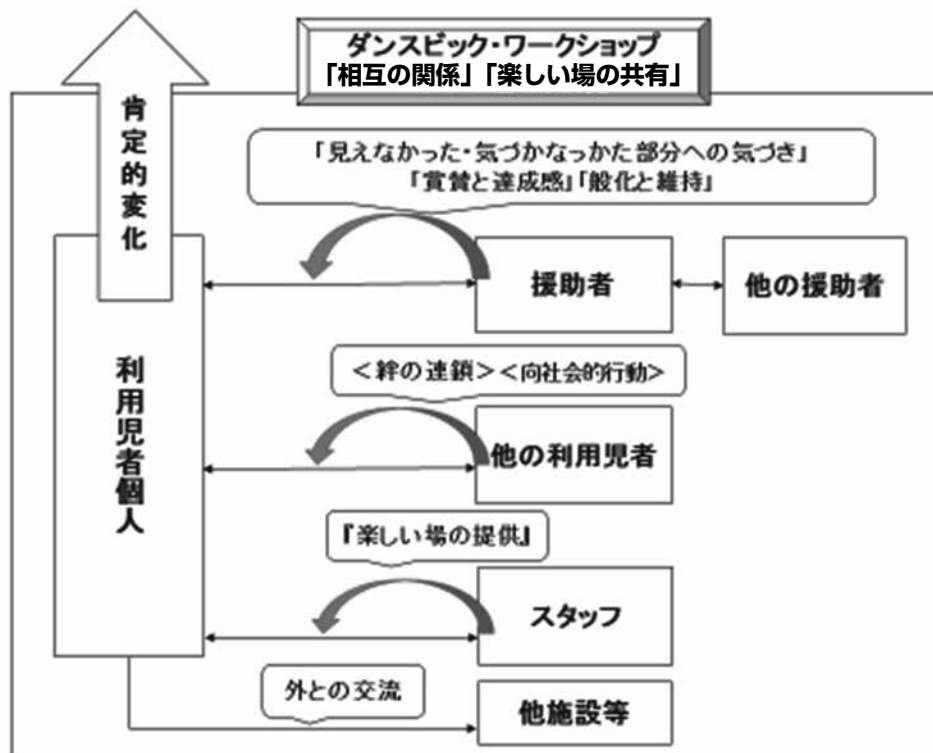 ダンスビック・ワークショップ
「相互の関係」「楽しい場の共有」
肯定的変化
「見えなかった・気づかなっかた部分への気づき」
「賞賛と達成感」「般化と維持」
援助者
他の援助者
＜絆の連鎖＞＜向社会的行動＞
利用児者個人
他の利用児者
『楽しい場の提供』
スタッフ
外との交流
他施設等